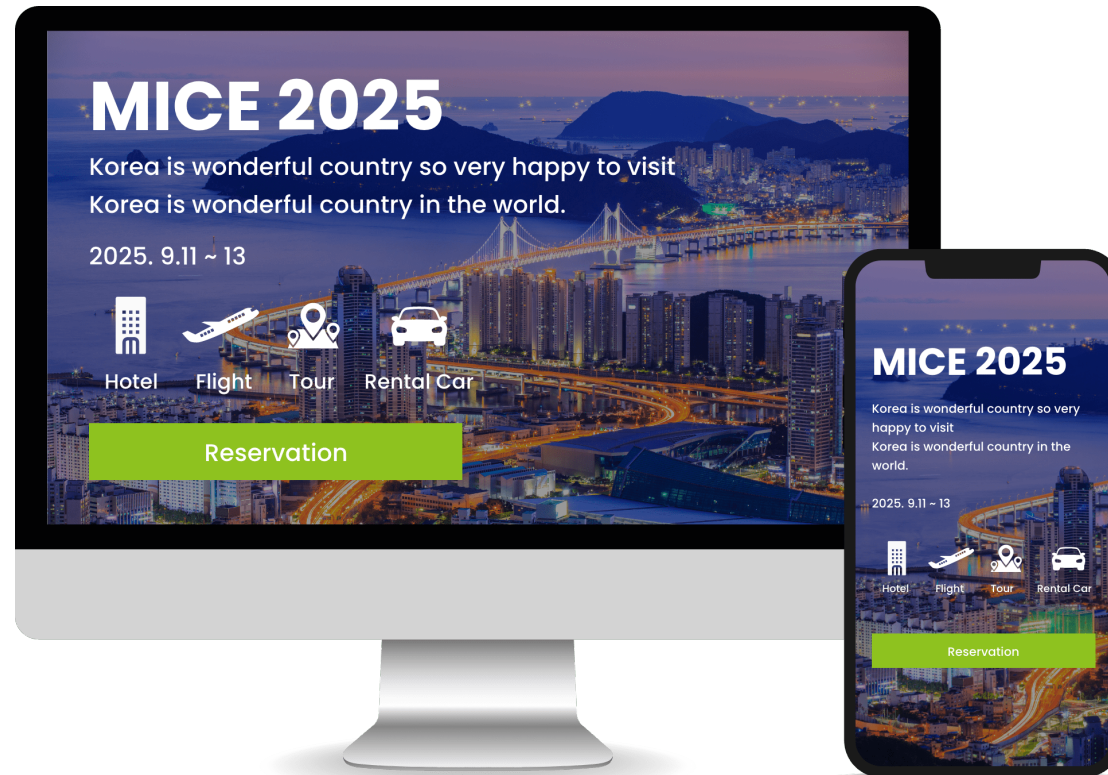 MICE 2025
Korea is wonderful country so very happy to visit
Korea is wonderful country in the world.
2025. 9.11 ~ 13
Hotel Flight Tour Rental Car
Reservation
MICE 2025
Korea is wonderful country so very
happy to visit
Korea is wonderful country in the
world.
2025. 9.11 ~ 13
Hotel Flight Tour Rental Car
Reservation